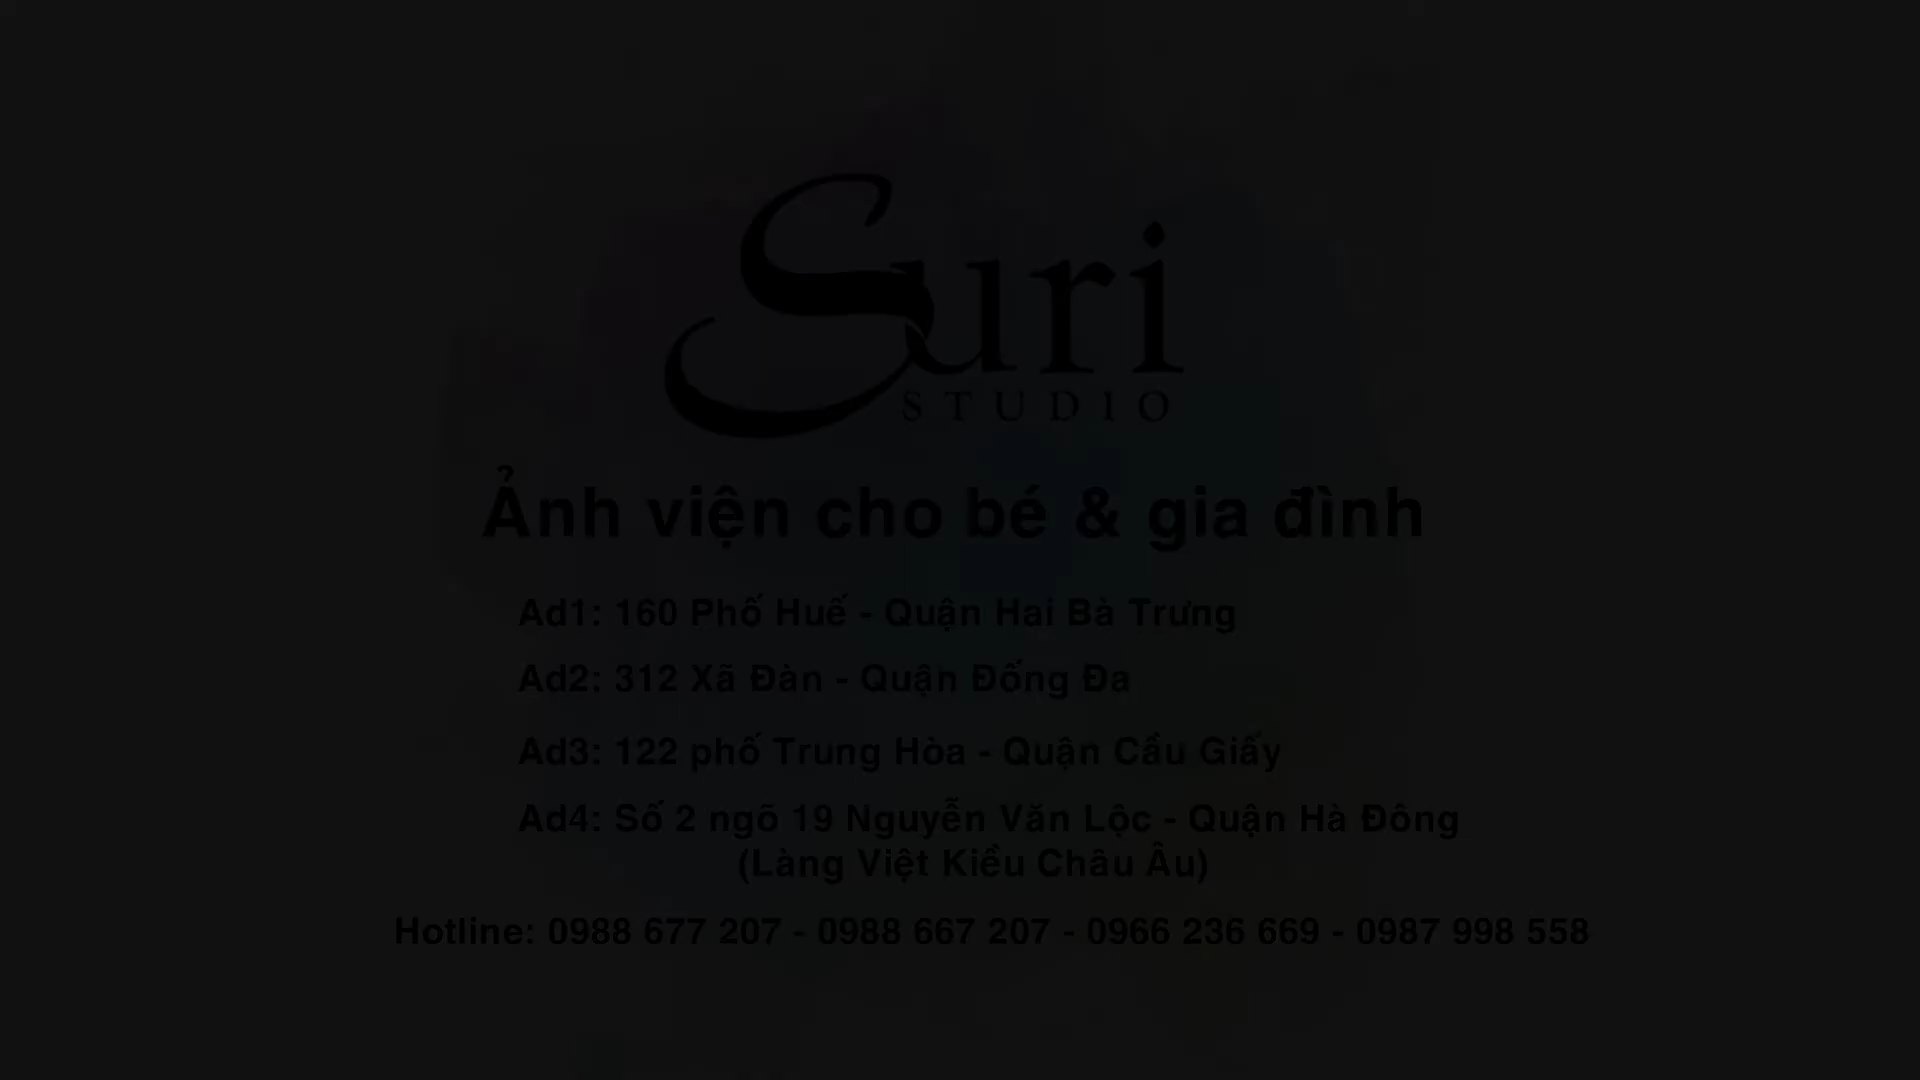 Suri
STUDIO
Ảnh viện cho bé & gia đình
Ad1: 160 Phố Huế - Quận Hai Bà Trưng
Ad2: 312 Xã Đàn - Quận Đống Đa
Ad3: 122 phố Trung Hòa - Quận Cầu Giấy
Ad4: Số 2 ngõ 19 Nguyễn Văn Lộc - Quận Hà Đông
(Làng Việt Kiều Châu Âu)
Hotline: 0988 677 207 - 0988 667 207 - 0966 236 669 - 0987 998 558